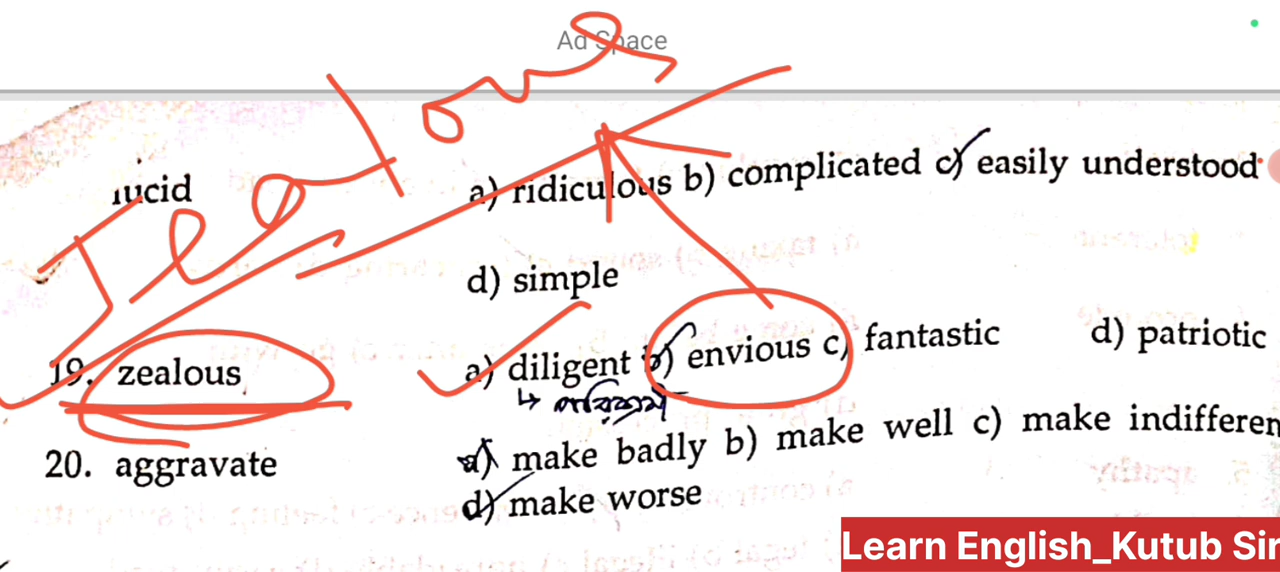 Ad Space
Jealous
lucid a) ridiculous b) complicated c) easily understood
d) simple
19. zealous a) diligent b) envious c) fantastic d) patriotic
↳
20. aggravate a) make badly b) make well c) make indifferen
d) make worse
Learn English_Kutub Sir